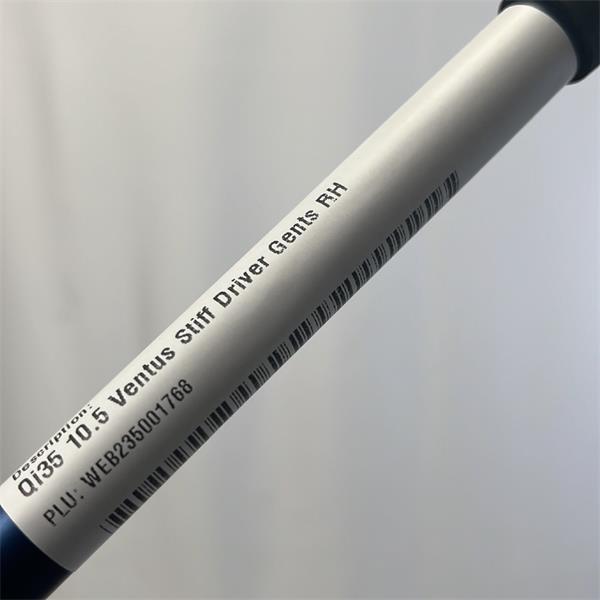 Description:
Qi35 10.5 Ventus Stiff Driver Gents RH
PLU: WEB235001768